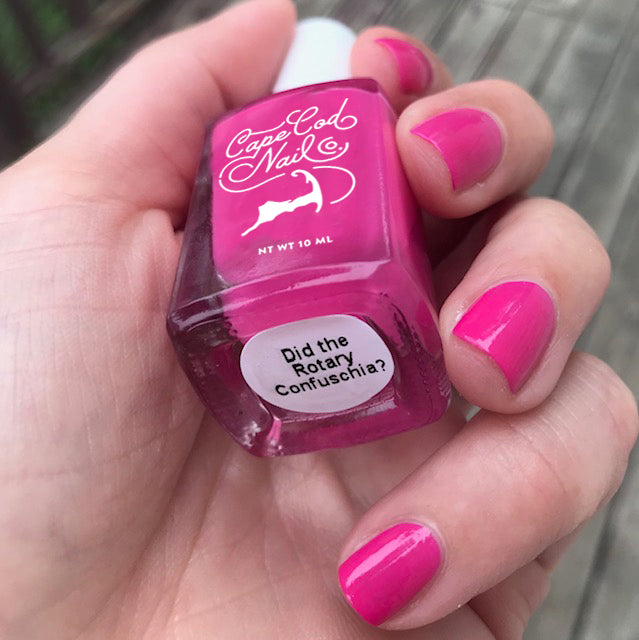 Cape Cod
Nail Co.
NT WT 10 ML
Did the
Rotary
Confuschia?